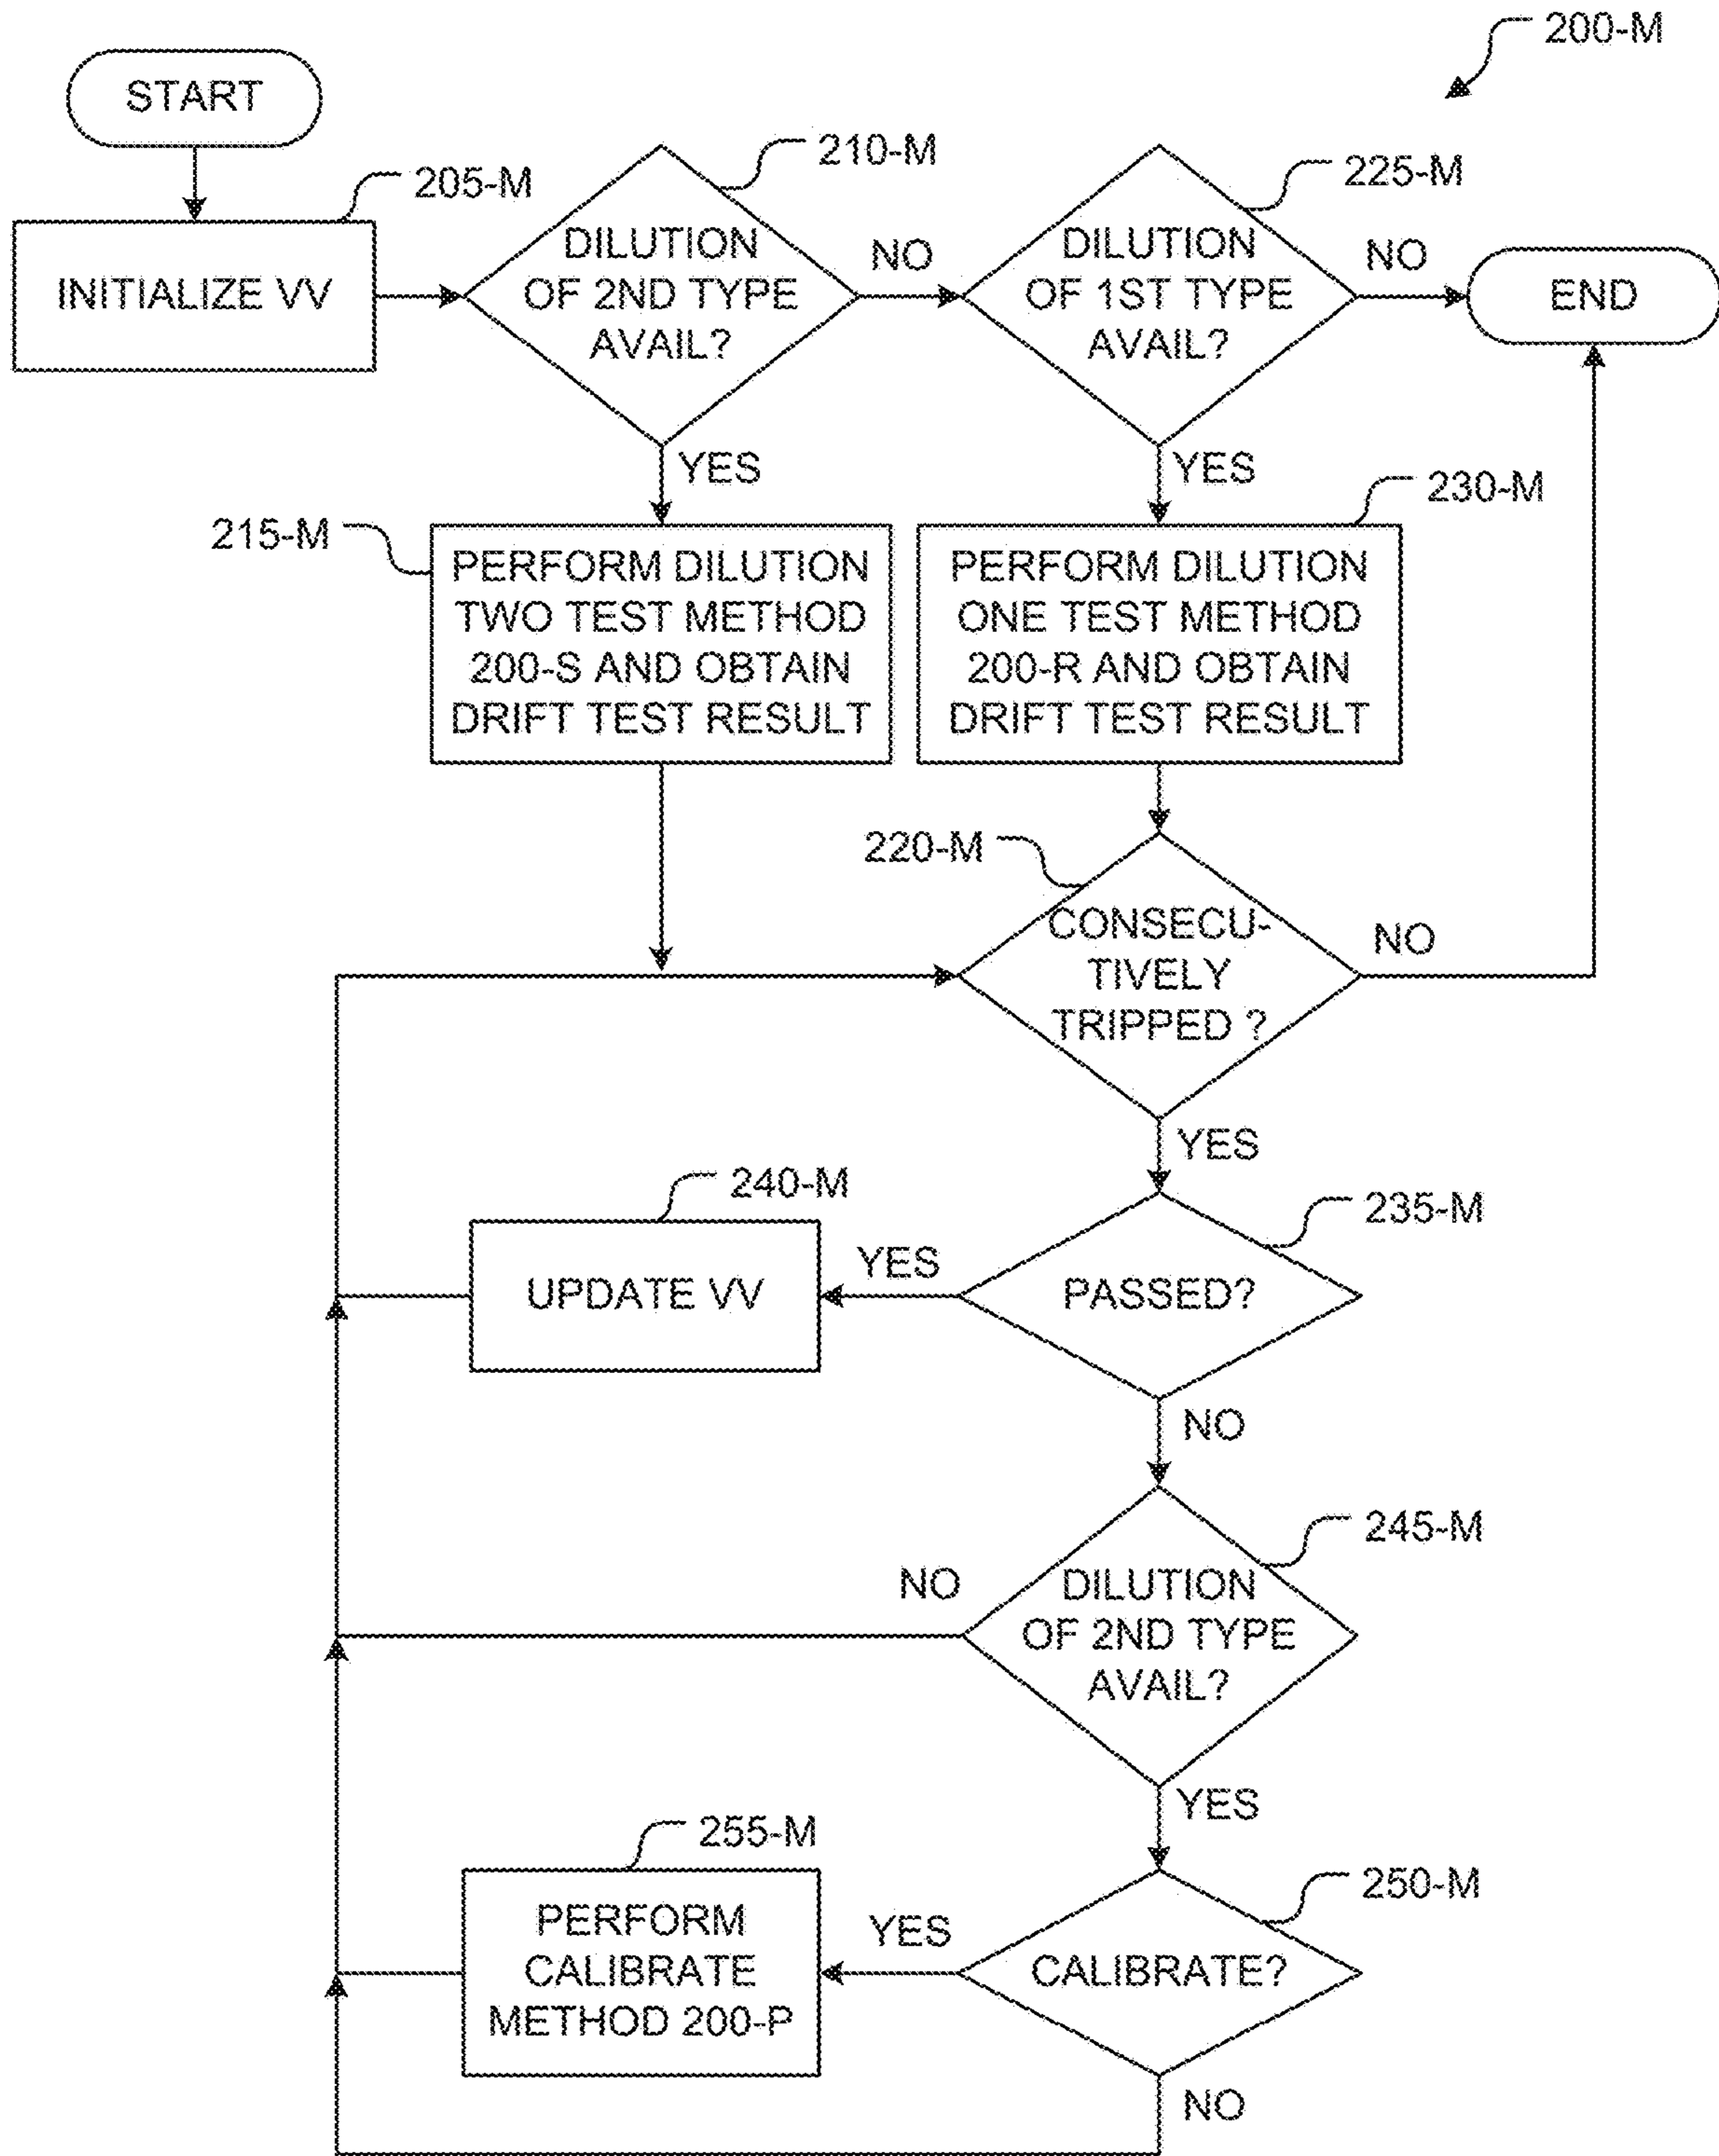 200-M
START
205-M
210-M
225-M
INITIALIZE VV
DILUTION
OF 2ND TYPE
AVAIL?
NO
DILUTION
OF 1ST TYPE
AVAIL?
NO
END
YES
YES
215-M
230-M
PERFORM DILUTION
TWO TEST METHOD
200-S AND OBTAIN
DRIFT TEST RESULT
PERFORM DILUTION
ONE TEST METHOD
200-R AND OBTAIN
DRIFT TEST RESULT
220-M
CONSECU-
TIVELY
TRIPPED ?
NO
YES
240-M
235-M
UPDATE VV
YES
PASSED?
NO
245-M
NO
DILUTION
OF 2ND TYPE
AVAIL?
YES
255-M
250-M
PERFORM
CALIBRATE
METHOD 200-P
YES
CALIBRATE?
NO